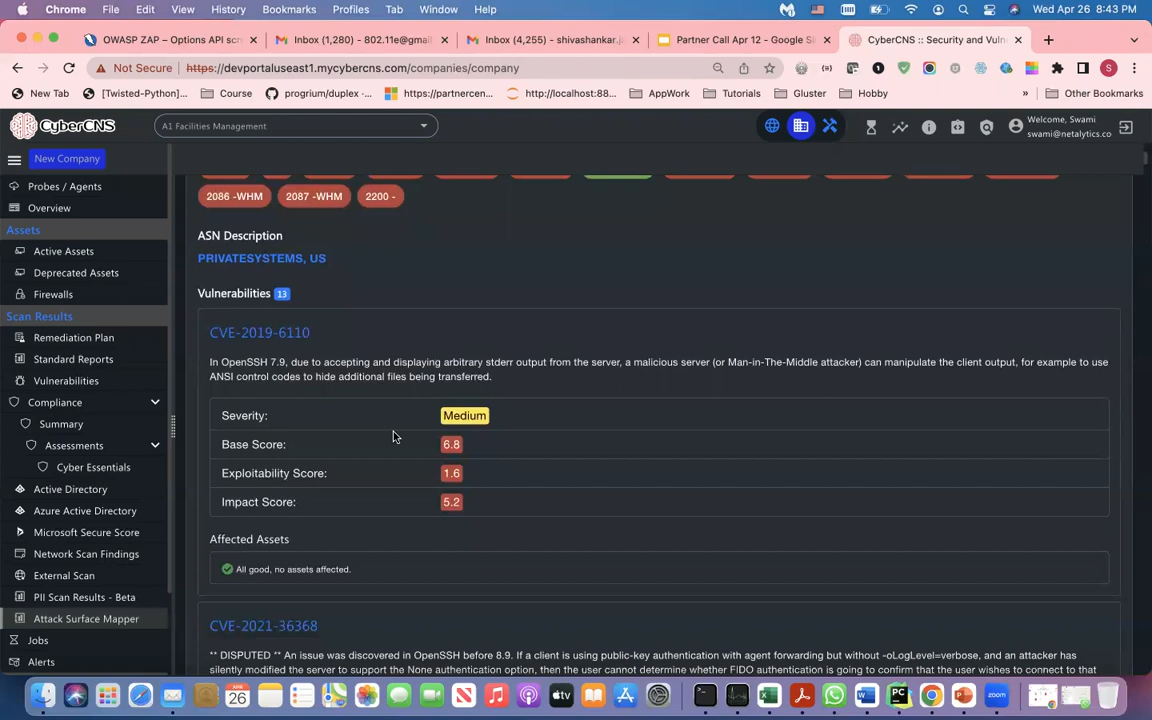 Chrome File Edit View History Bookmarks Profiles Tab Window Help Wed Apr 26 8:43 PM
OWASP ZAP – Options API scr Inbox (1,280) - 802.11e@gmail Inbox (4,255) - shivashankar.j Partner Call Apr 12 - Google Sli CyberCNS :: Security and Vuln
Not Secure https://devportaluseast1.mycybercns.com/companies/company
New Tab [Twisted-Python]... Course progrium/duplex ·... https://partnercen... http://localhost:88... AppWork Tutorials Gluster Hobby » Other Bookmarks
CYBERCNS A1 Facilities Management Welcome, Swami
swami@netalytics.co
New Company
Probes / Agents
Overview
Assets
Active Assets
Deprecated Assets
Firewalls
Scan Results
Remediation Plan
Standard Reports
Vulnerabilities
Compliance
Summary
Assessments
Cyber Essentials
Active Directory
Azure Active Directory
Microsoft Secure Score
Network Scan Findings
External Scan
PII Scan Results - Beta
Attack Surface Mapper
Jobs
Alerts
2086 -WHM 2087 -WHM 2200 -
ASN Description
PRIVATESYSTEMS, US
Vulnerabilities 13
CVE-2019-6110
In OpenSSH 7.9, due to accepting and displaying arbitrary stderr output from the server, a malicious server (or Man-in-The-Middle attacker) can manipulate the client output, for example to use
ANSI control codes to hide additional files being transferred.
Severity: Medium
Base Score: 6.8
Exploitability Score: 1.6
Impact Score: 5.2
Affected Assets
All good, no assets affected.
CVE-2021-36368
** DISPUTED ** An issue was discovered in OpenSSH before 8.9. If a client is using public-key authentication with agent forwarding but without -oLogLevel=verbose, and an attacker has
silently modified the server to support the None authentication option, then the user cannot determine whether FIDO authentication is going to confirm that the user wishes to connect to that
APR
26
tv
PC
zoom